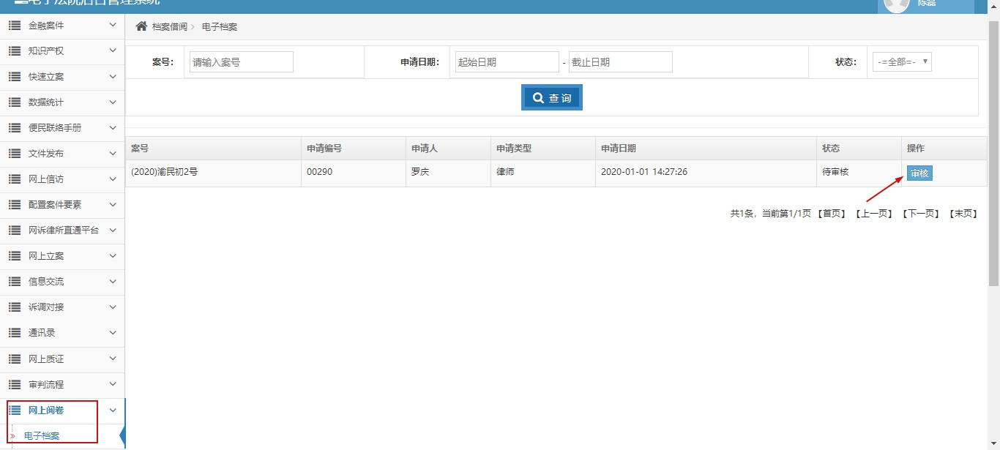 电子法院后台管理系统
陈磊
金融案件
知识产权
快速立案
数据统计
便民联络手册
文件发布
网上信访
配置案件要素
网诉律所直通平台
网上立案
信息交流
诉调对接
通讯录
网上质证
审判流程
网上阅卷
» 电子档案
档案借阅 > 电子档案
案号： 请输入案号 申请日期： 起始日期 - 截止日期 状态： -=全部=-
查 询
案号 申请编号 申请人 申请类型 申请日期 状态 操作
(2020)渝民初2号 00290 罗庆 律师 2020-01-01 14:27:26 待审核 审核
共1条，当前第1/1页 【首页】 【上一页】 【下一页】 【末页】